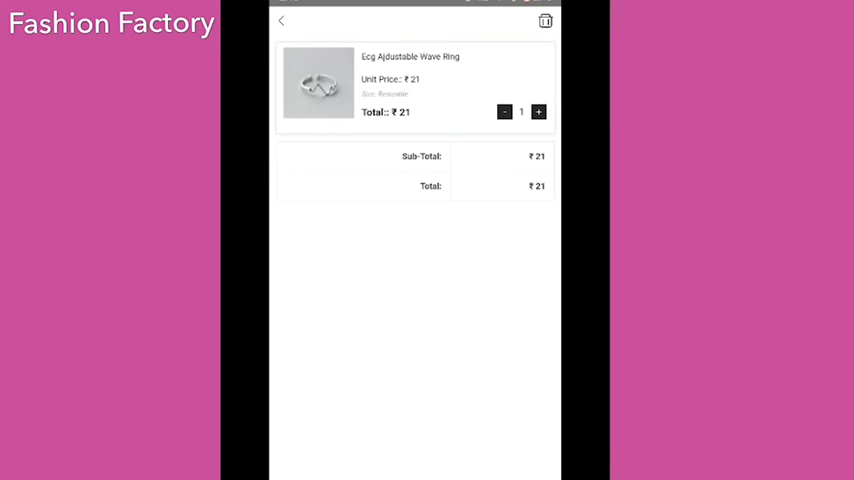 Fashion Factory
Ecg Ajdustable Wave Ring
Unit Price:: ₹ 21
Size: Resizable
Total:: ₹ 21
- 1 +
Sub-Total: ₹ 21
Total: ₹ 21